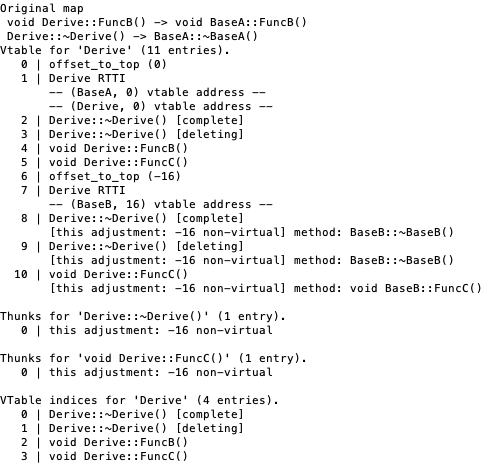 Original map
 void Derive::FuncB() -> void BaseA::FuncB()
 Derive::~Derive() -> BaseA::~BaseA()
Vtable for 'Derive' (11 entries).
   0 | offset_to_top (0)
   1 | Derive RTTI
       -- (BaseA, 0) vtable address --
       -- (Derive, 0) vtable address --
   2 | Derive::~Derive() [complete]
   3 | Derive::~Derive() [deleting]
   4 | void Derive::FuncB()
   5 | void Derive::FuncC()
   6 | offset_to_top (-16)
   7 | Derive RTTI
       -- (BaseB, 16) vtable address --
   8 | Derive::~Derive() [complete]
       [this adjustment: -16 non-virtual] method: BaseB::~BaseB()
   9 | Derive::~Derive() [deleting]
       [this adjustment: -16 non-virtual] method: BaseB::~BaseB()
  10 | void Derive::FuncC()
       [this adjustment: -16 non-virtual] method: void BaseB::FuncC()

Thunks for 'Derive::~Derive()' (1 entry).
   0 | this adjustment: -16 non-virtual

Thunks for 'void Derive::FuncC()' (1 entry).
   0 | this adjustment: -16 non-virtual

VTable indices for 'Derive' (4 entries).
   0 | Derive::~Derive() [complete]
   1 | Derive::~Derive() [deleting]
   2 | void Derive::FuncB()
   3 | void Derive::FuncC()